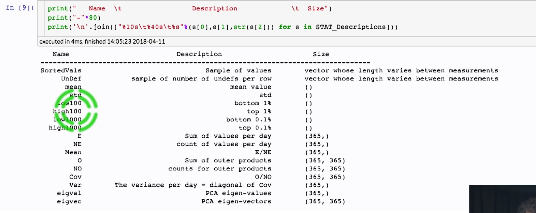 In [9]: print("   Name  \t                Description             \t  Size")
print("-"*80)
print('\n'.join(["%10s\t%40s\t%s"%(s[0],s[1],str(s[2])) for s in STAT_Descriptions]))
executed in 4ms, finished 14:05:23 2018-04-11
Name Description Size
--------------------------------------------------------------------------------
SortedVals Sample of values vector whose length varies between measurements
UnDef sample of number of undefs per row vector whose length varies between measurements
mean mean value ()
std std ()
low100 bottom 1% ()
high100 top 1% ()
low1000 bottom 0.1% ()
high1000 top 0.1% ()
E Sum of values per day (365,)
NE count of values per day (365,)
Mean E/NE (365,)
O Sum of outer products (365, 365)
NO counts for outer products (365, 365)
Cov O/NO (365, 365)
Var The variance per day = diagonal of Cov (365,)
eigval PCA eigen-values (365,)
eigvec PCA eigen-vectors (365, 365)